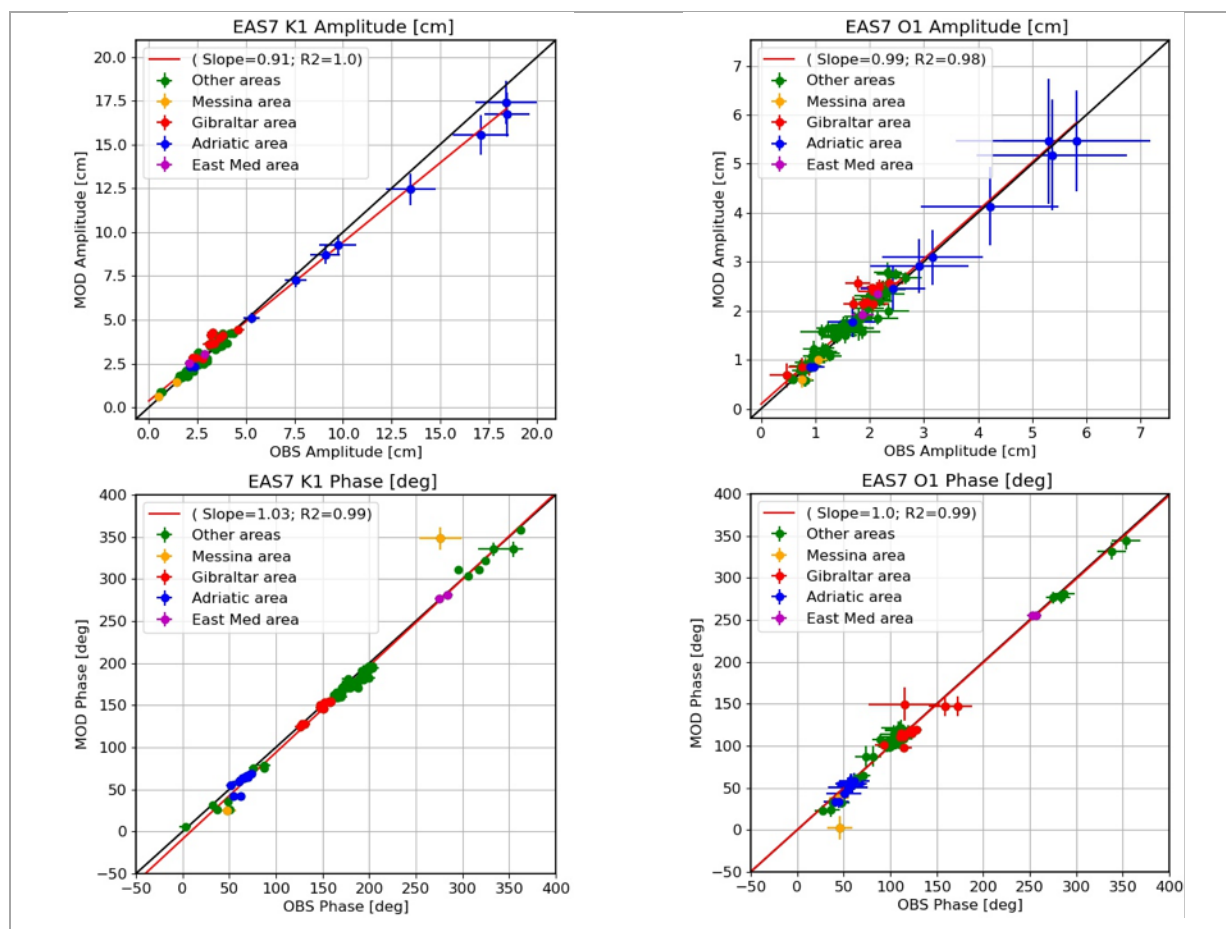 EAS7 K1 Amplitude [cm]
20.0
17.5
15.0
12.5
10.0
7.5
5.0
2.5
0.0
MOD Amplitude [cm]
( Slope=0.91; R2=1.0)
Other areas
Messina area
Gibraltar area
Adriatic area
East Med area
0.0 2.5 5.0 7.5 10.0 12.5 15.0 17.5 20.0
OBS Amplitude [cm]
EAS7 O1 Amplitude [cm]
7
6
5
4
3
2
1
0
MOD Amplitude [cm]
( Slope=0.99; R2=0.98)
Other areas
Messina area
Gibraltar area
Adriatic area
East Med area
0 1 2 3 4 5 6 7
OBS Amplitude [cm]
EAS7 K1 Phase [deg]
400
350
300
250
200
150
100
50
0
−50
MOD Phase [deg]
( Slope=1.03; R2=0.99)
Other areas
Messina area
Gibraltar area
Adriatic area
East Med area
−50 0 50 100 150 200 250 300 350 400
OBS Phase [deg]
EAS7 O1 Phase [deg]
400
350
300
250
200
150
100
50
0
−50
MOD Phase [deg]
( Slope=1.0; R2=0.99)
Other areas
Messina area
Gibraltar area
Adriatic area
East Med area
−50 0 50 100 150 200 250 300 350 400
OBS Phase [deg]